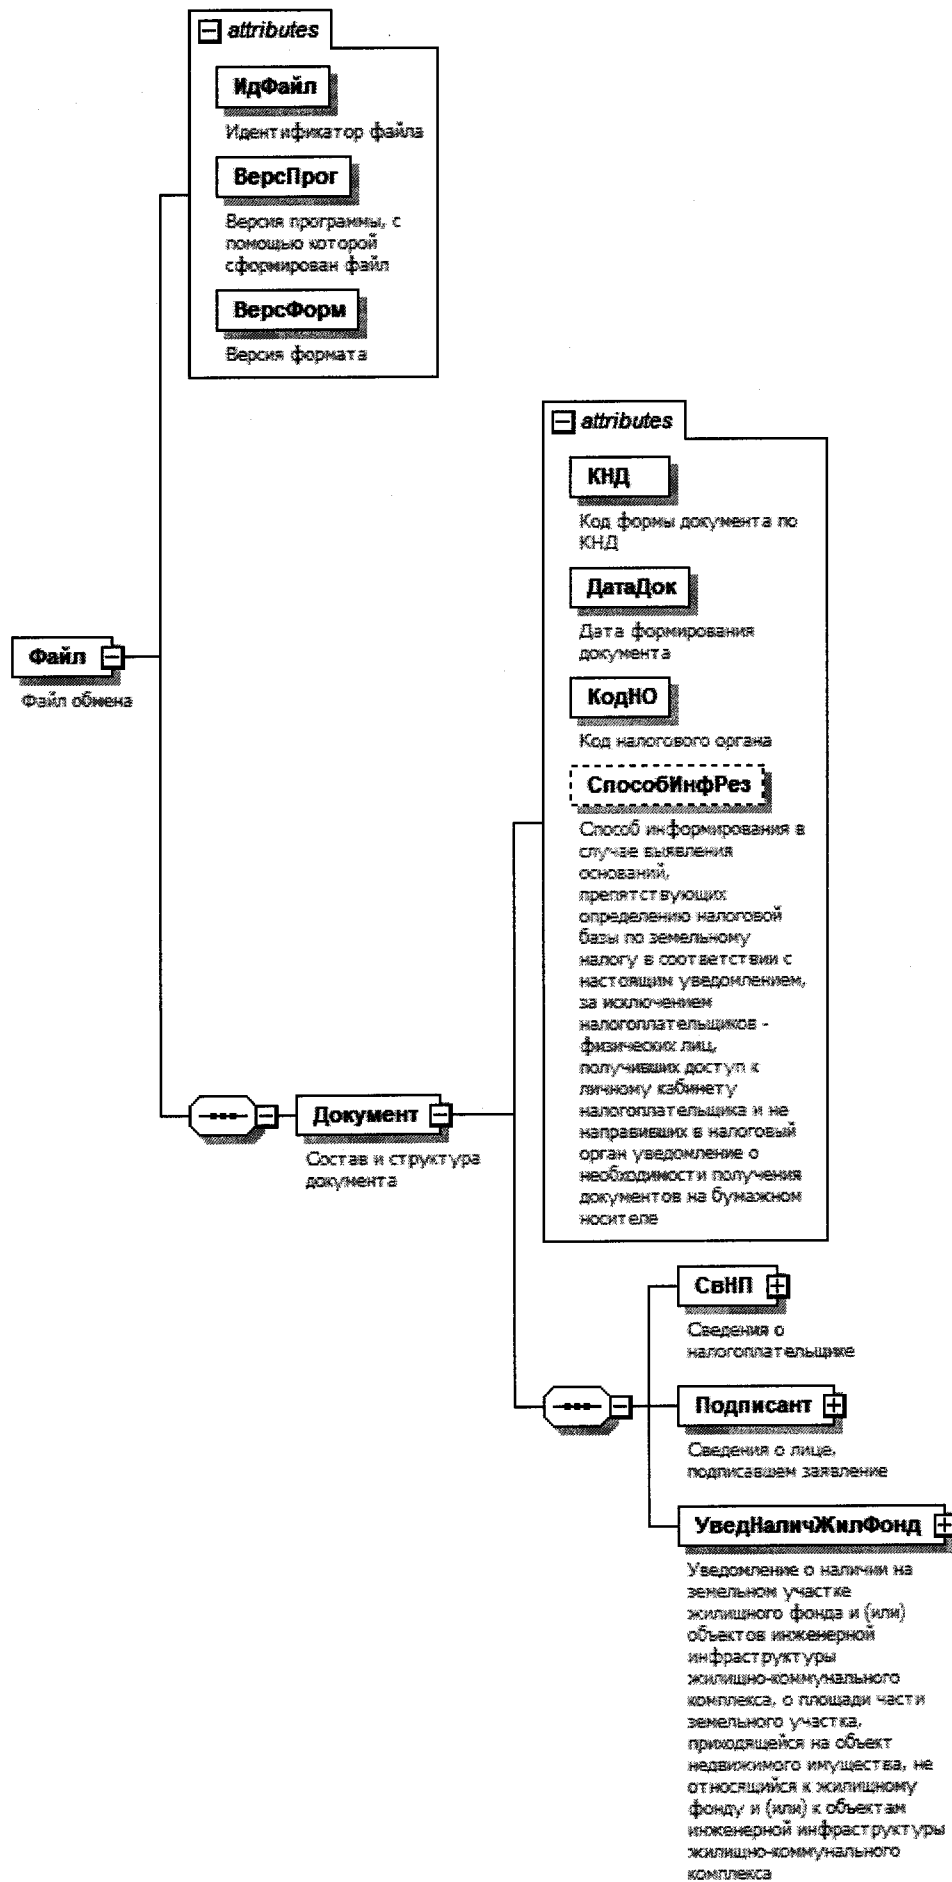 attributes
ИдФайл
Идентификатор файла
ВерсПрог
Версия программы, с
помощью которой
сформирован файл
ВерсФорм
Версия формата
attributes
КНД
Код формы документа по
КНД
ДатаДок
Дата формирования
документа
Файл
Файл обмена
КодНО
Код налогового органа
СпособИнфРез
Способ информирования в
случае выявления
оснований,
препятствующих
определению налоговой
базы по земельному
налогу в соответствии с
настоящим уведомлением,
за исключением
налогоплательщиков -
физических лиц,
получивших доступ к
личному кабинету
налогоплательщика и не
направивших в налоговый
орган уведомление о
необходимости получения
документов на бумажном
носителе
Документ
Состав и структура
документа
СвНП
Сведения о
налогоплательщике
Подписант
Сведения о лице,
подписавшем заявление
УведНаличЖилФонд
Уведомление о наличии на
земельном участке
жилищного фонда и (или)
объектов инженерной
инфраструктуры
жилищно-коммунального
комплекса, о площади части
земельного участка,
приходящейся на объект
недвижимого имущества, не
относящийся к жилищному
фонду и (или) к объектам
инженерной инфраструктуры
жилищно-коммунального
комплекса